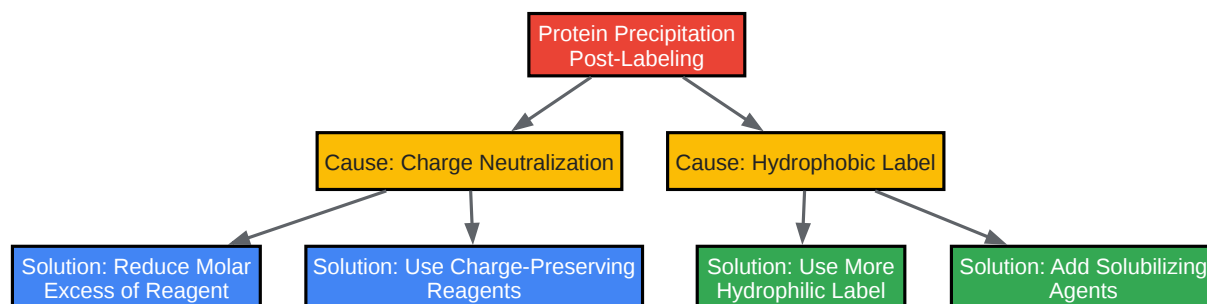 Protein Precipitation
Post-Labeling
Cause: Charge Neutralization
Cause: Hydrophobic Label
Solution: Reduce Molar
Excess of Reagent
Solution: Use Charge-Preserving
Reagents
Solution: Use More
Hydrophilic Label
Solution: Add Solubilizing
Agents